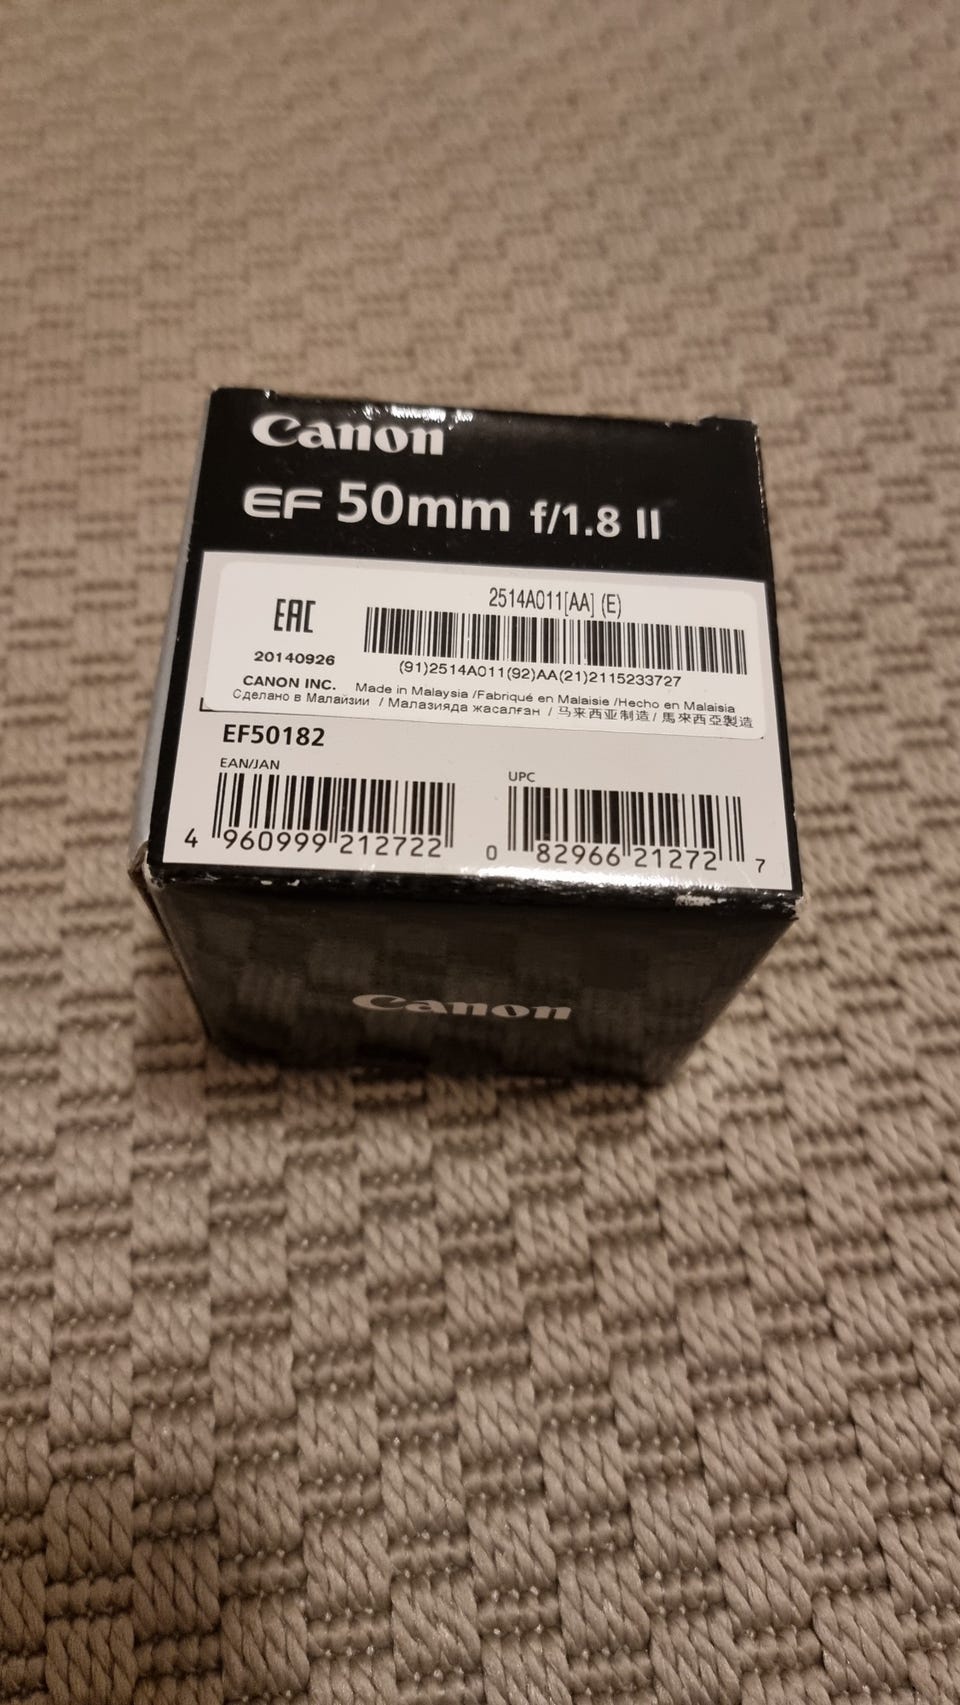 Canon
EF 50mm f/1.8 II
2514A011[AA] (E)
EAC
20140926
(91)2514A011(92)AA(21)2115233727
CANON INC. Made in Malaysia /Fabriqué en Malaisie /Hecho en Malaisia
Сделано в Малайзии / Малазияда жасалған / 马来西亚制造 / 馬來西亞製造
EF50182
EAN/JAN
UPC
4 960999 212722
0 82966 21272 7
Canon